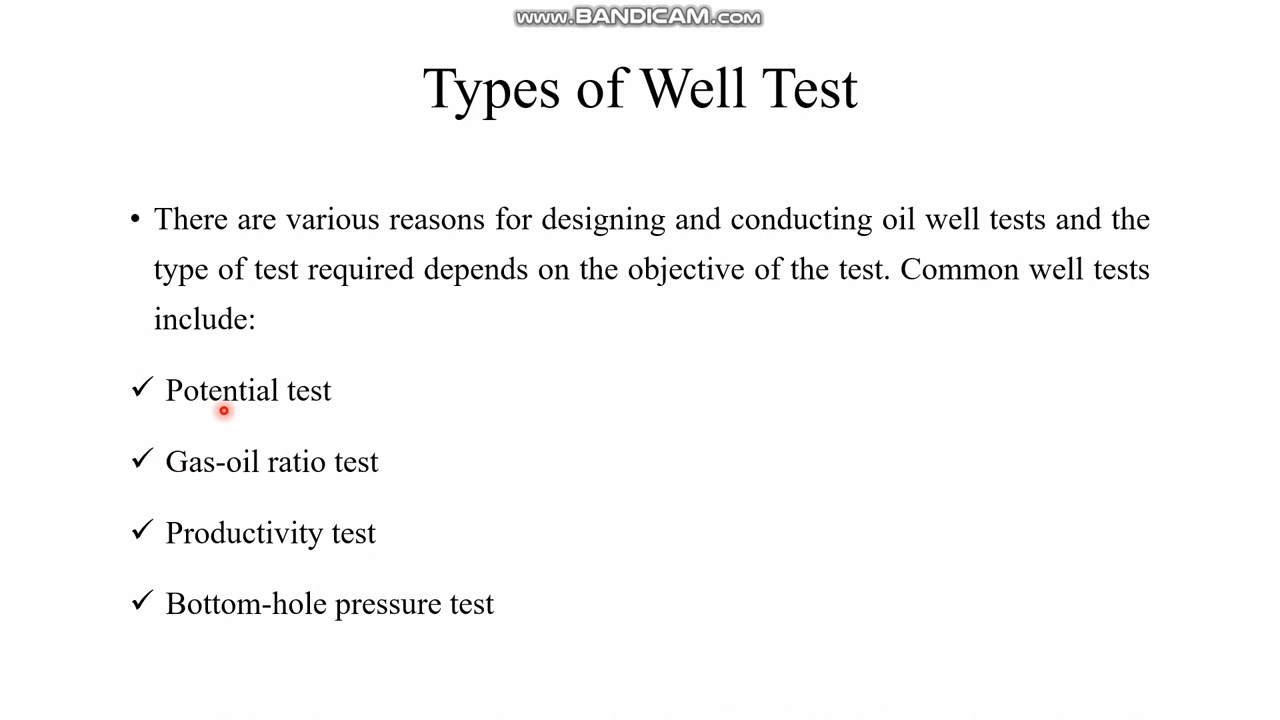 www.BANDICAM.com
Types of Well Test
• There are various reasons for designing and conducting oil well tests and the
type of test required depends on the objective of the test. Common well tests
include:
✓ Potential test
✓ Gas-oil ratio test
✓ Productivity test
✓ Bottom-hole pressure test